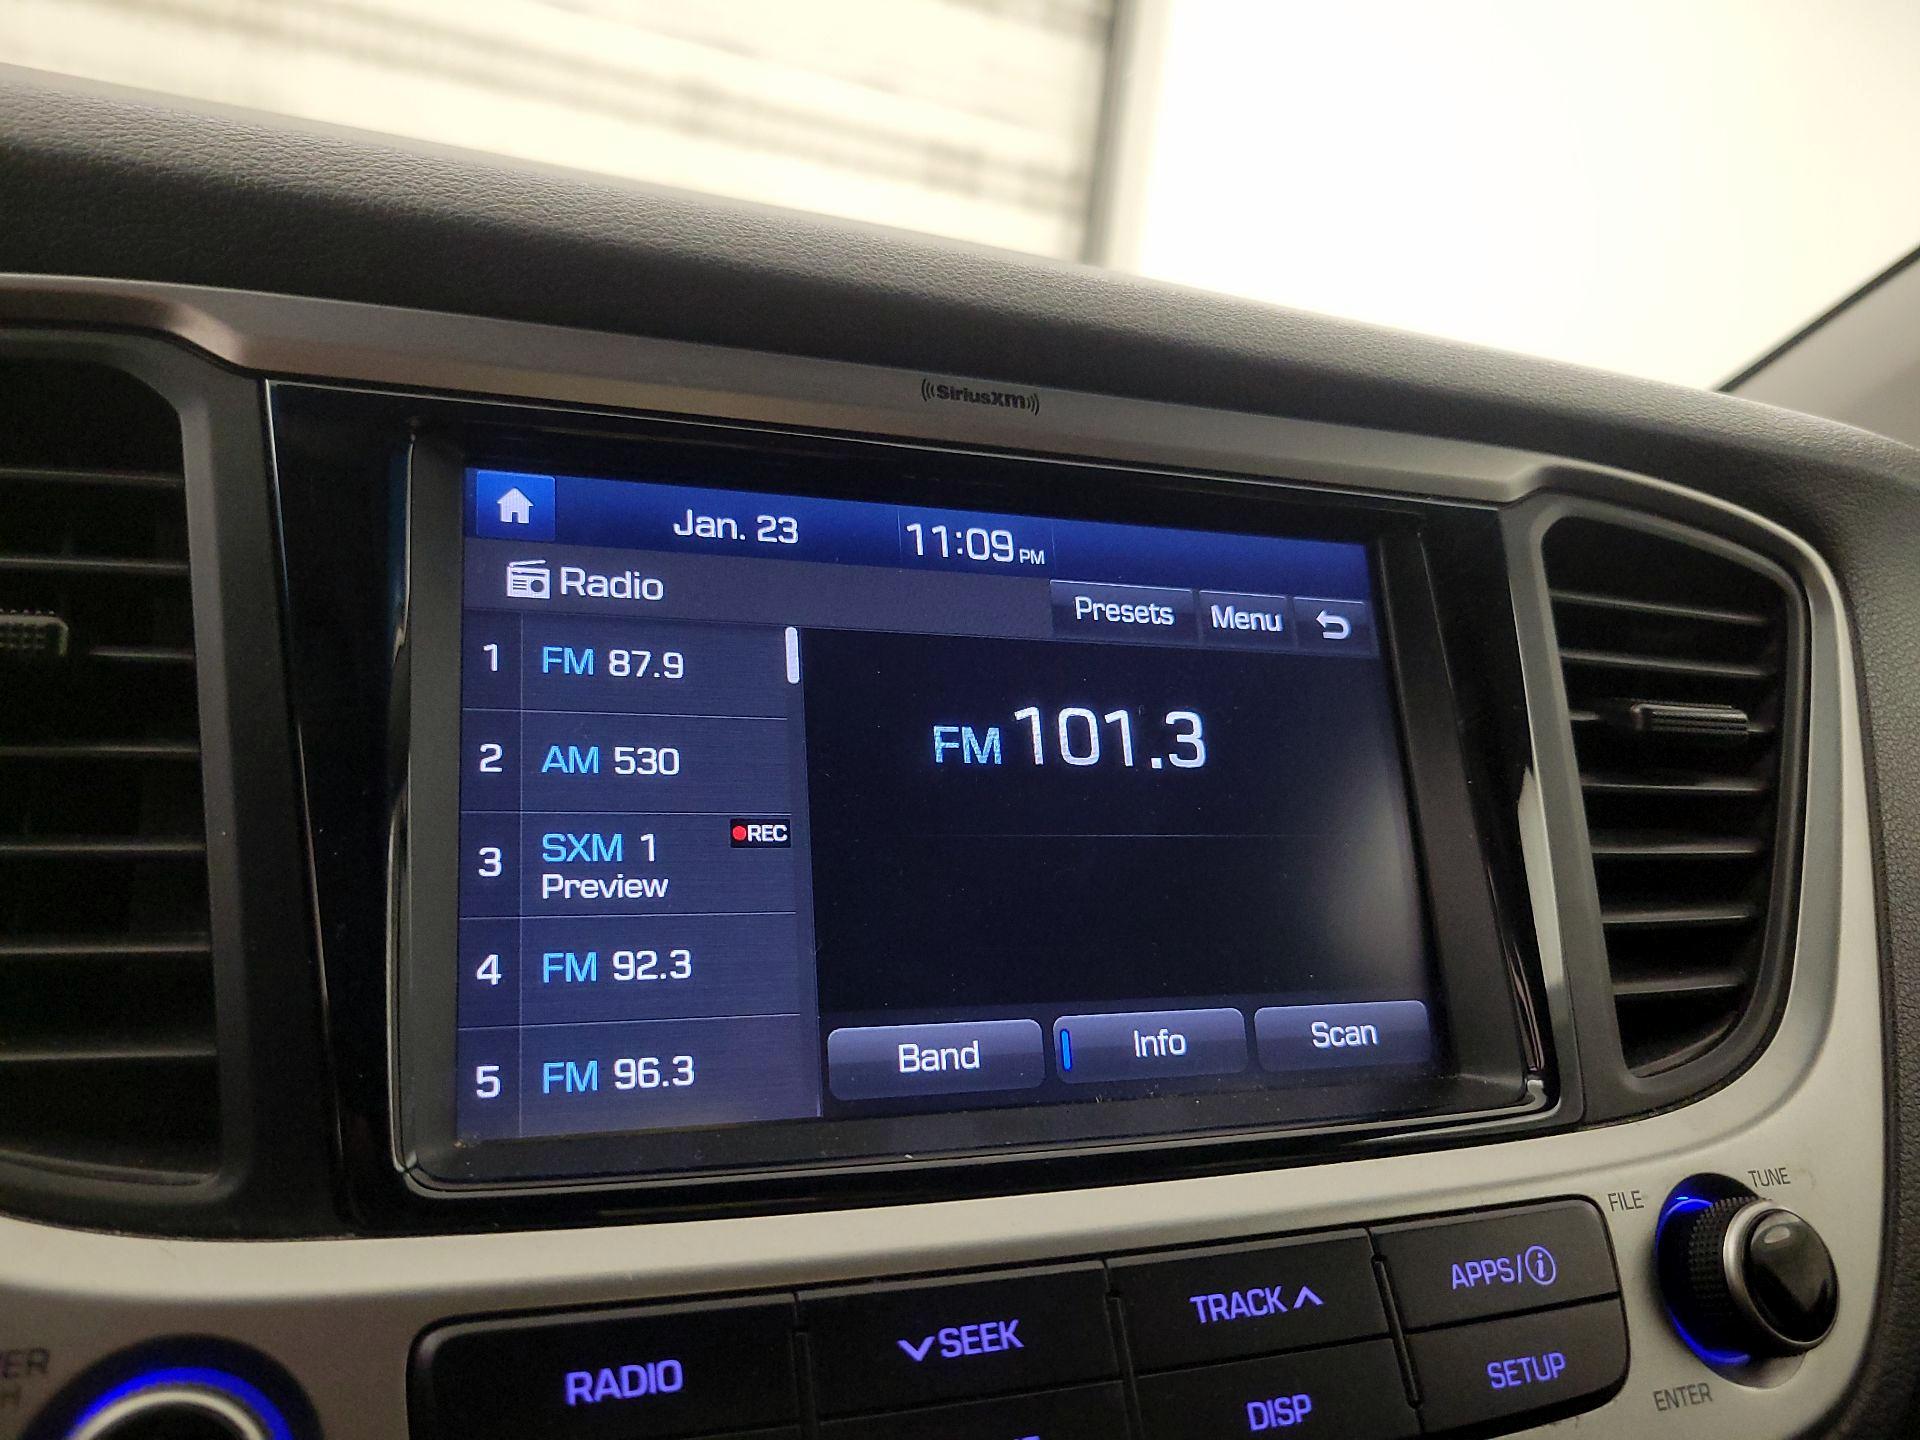 SiriusXM
Jan. 23 11:09 PM
Radio
Presets Menu
1 FM 87.9
2 AM 530
3 SXM 1 REC
Preview
4 FM 92.3
5 FM 96.3
FM 101.3
Band Info Scan
FILE TUNE
RADIO SEEK TRACK APPS/i
DISP SETUP
ENTER